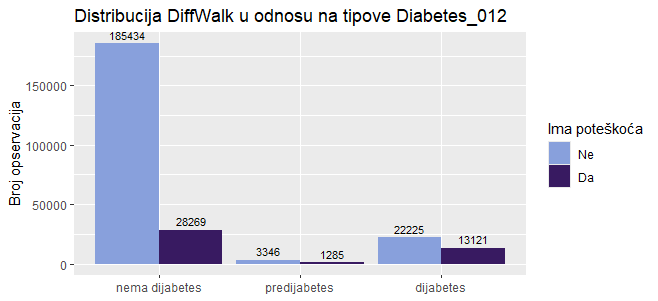 Distribucija DiffWalk u odnosu na tipove Diabetes_012
Broj opservacija
150000
100000
50000
0
185434
28269
3346
1285
22225
13121
nema dijabetes
predijabetes
dijabetes
Ima poteškoća
Ne
Da